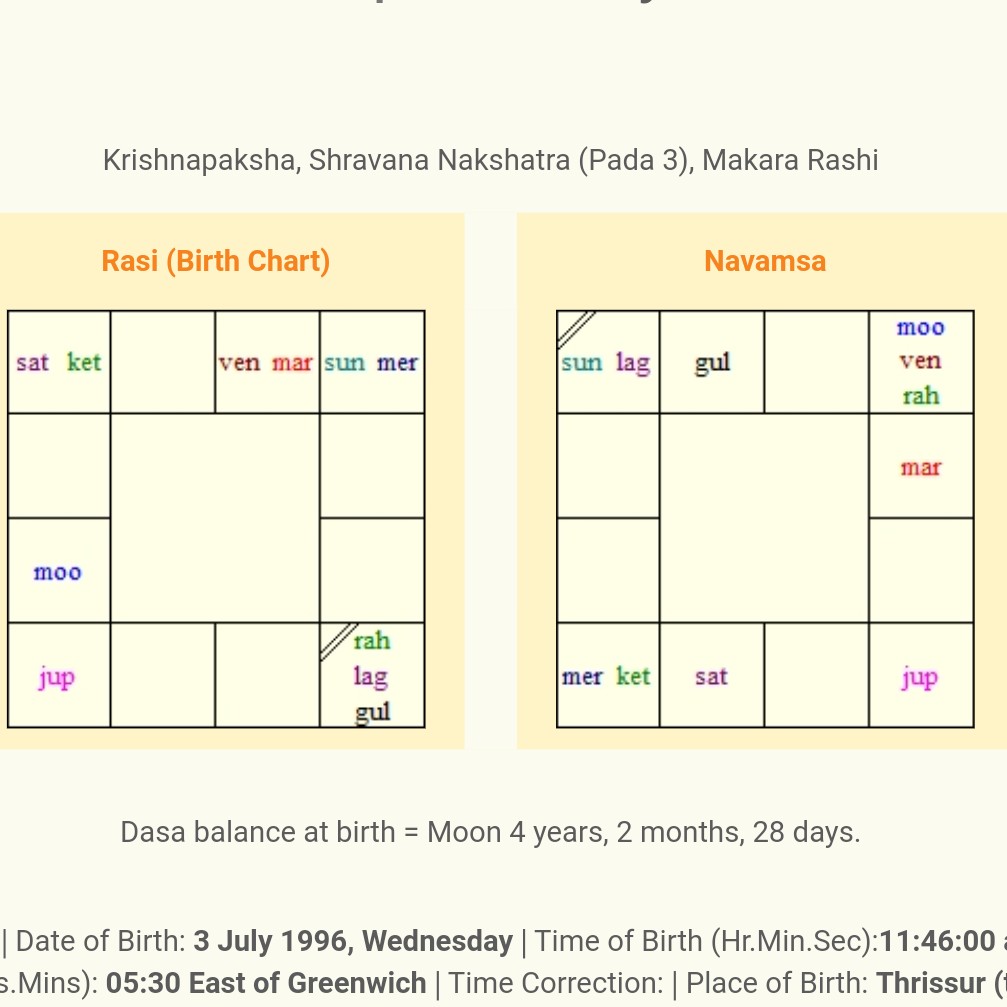 Krishnapaksha, Shravana Nakshatra (Pada 3), Makara Rashi
Rasi (Birth Chart)
sat ket
ven mar
sun mer
moo
jup
rah
lag
gul
Navamsa
sun lag
gul
moo
ven
rah
mar
mer ket
sat
jup
Dasa balance at birth = Moon 4 years, 2 months, 28 days.
| Date of Birth: 3 July 1996, Wednesday | Time of Birth (Hr.Min.Sec):11:46:00
s.Mins): 05:30 East of Greenwich | Time Correction: | Place of Birth: Thrissur (